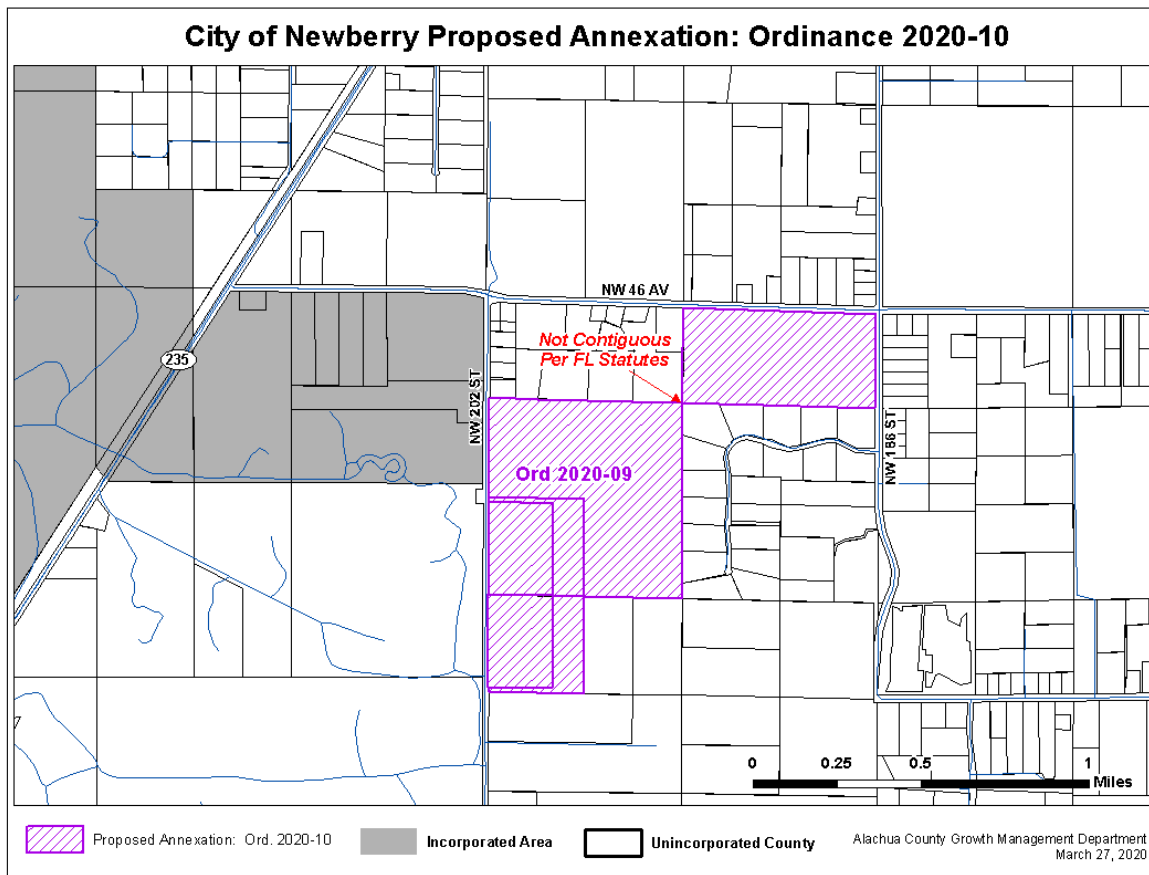 City of Newberry Proposed Annexation: Ordinance 2020-10
NW 46 AV
Not Contiguous
Per FL Statutes
235
NW 202 ST
NW 186 ST
Ord 2020-09
7
0 0.25 0.5 1
Miles
Proposed Annexation: Ord. 2020-10
Incorporated Area
Unincorporated County
Alachua County Growth Management Department
March 27, 2020